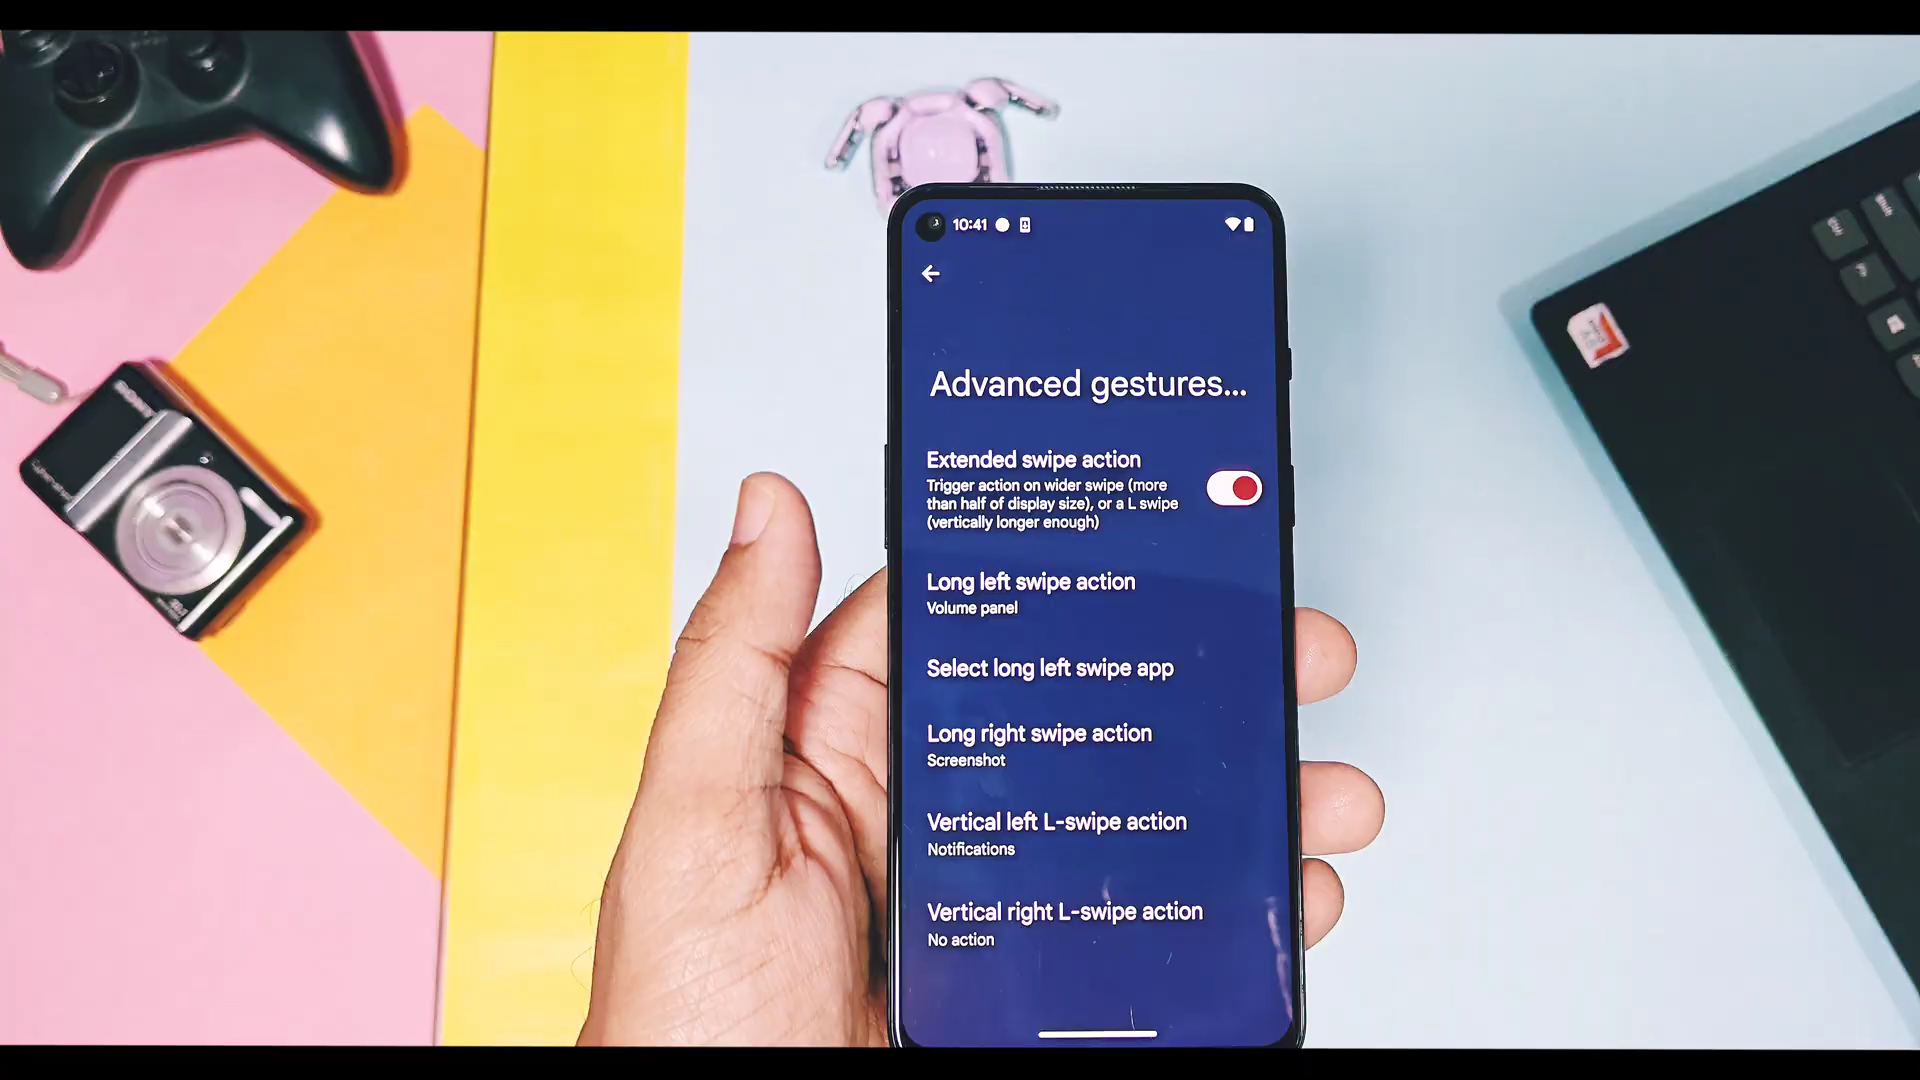 10:41
Advanced gestures...
Extended swipe action
Trigger action on wider swipe (more
than half of display size), or a L swipe
(vertically longer enough)
Long left swipe action
Volume panel
Select long left swipe app
Long right swipe action
Screenshot
Vertical left L-swipe action
Notifications
Vertical right L-swipe action
No action